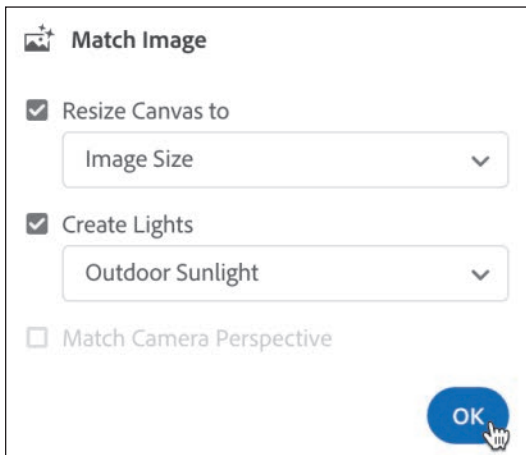 Match Image
Resize Canvas to
Image Size
Create Lights
Outdoor Sunlight
Match Camera Perspective
OK